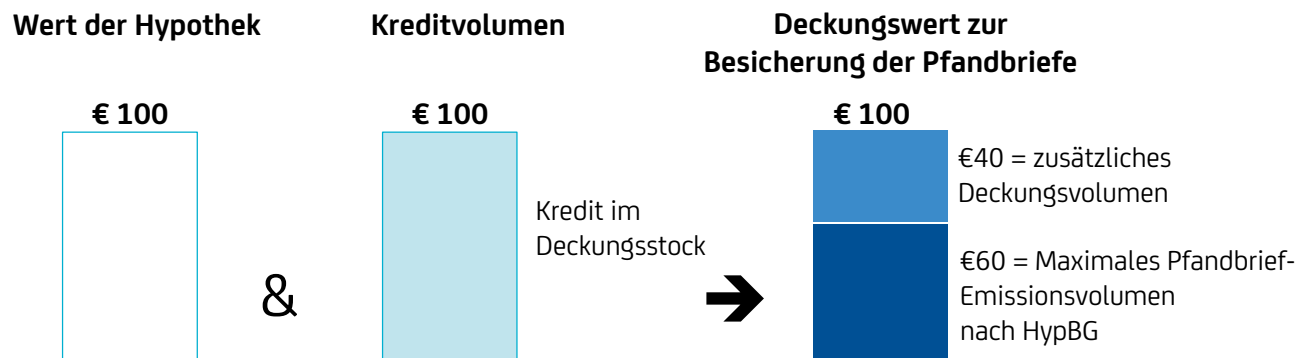 Wert der Hypothek
Kreditvolumen
Deckungswert zur
Besicherung der Pfandbriefe
€ 100
€ 100
€ 100
&
Kredit im
Deckungsstock
€40 = zusätzliches
Deckungsvolumen
€60 = Maximales Pfandbrief-
Emissionsvolumen
nach HypBG